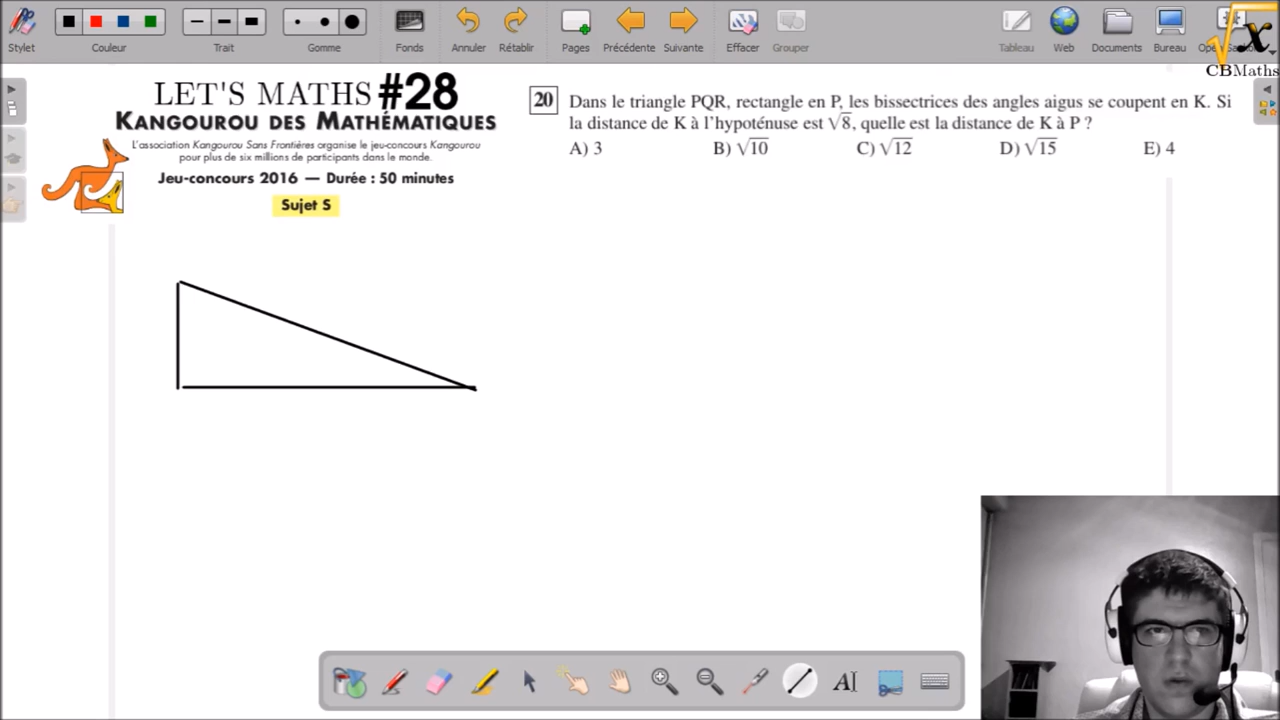 Stylet Couleur Trait Gomme Fonds Annuler Rétablir Pages Précédente Suivante Effacer Grouper Tableau Web Documents Bureau
CBMaths
LET'S MATHS #28
KANGOUROU DES MATHÉMATIQUES
L'association Kangourou Sans Frontières organise le jeu-concours Kangourou
pour plus de six millions de participants dans le monde.
Jeu-concours 2016 — Durée : 50 minutes
Sujet S
20 Dans le triangle PQR, rectangle en P, les bissectrices des angles aigus se coupent en K. Si
la distance de K à l'hypoténuse est √8, quelle est la distance de K à P ?
A) 3 B) √10 C) √12 D) √15 E) 4
AI